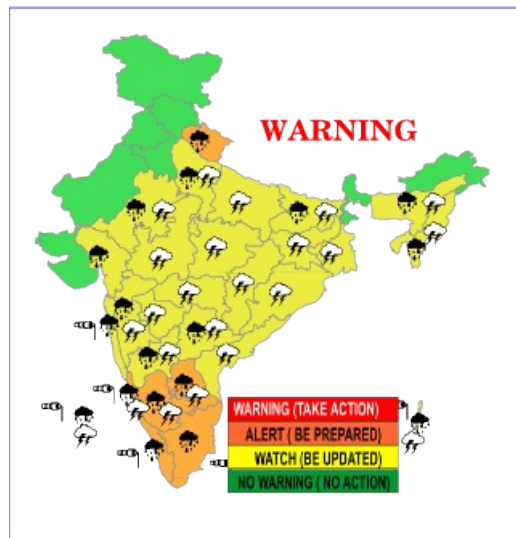 WARNING
WARNING (TAKE ACTION)
ALERT ( BE PREPARED)
WATCH (BE UPDATED)
NO WARNING ( NO ACTION)